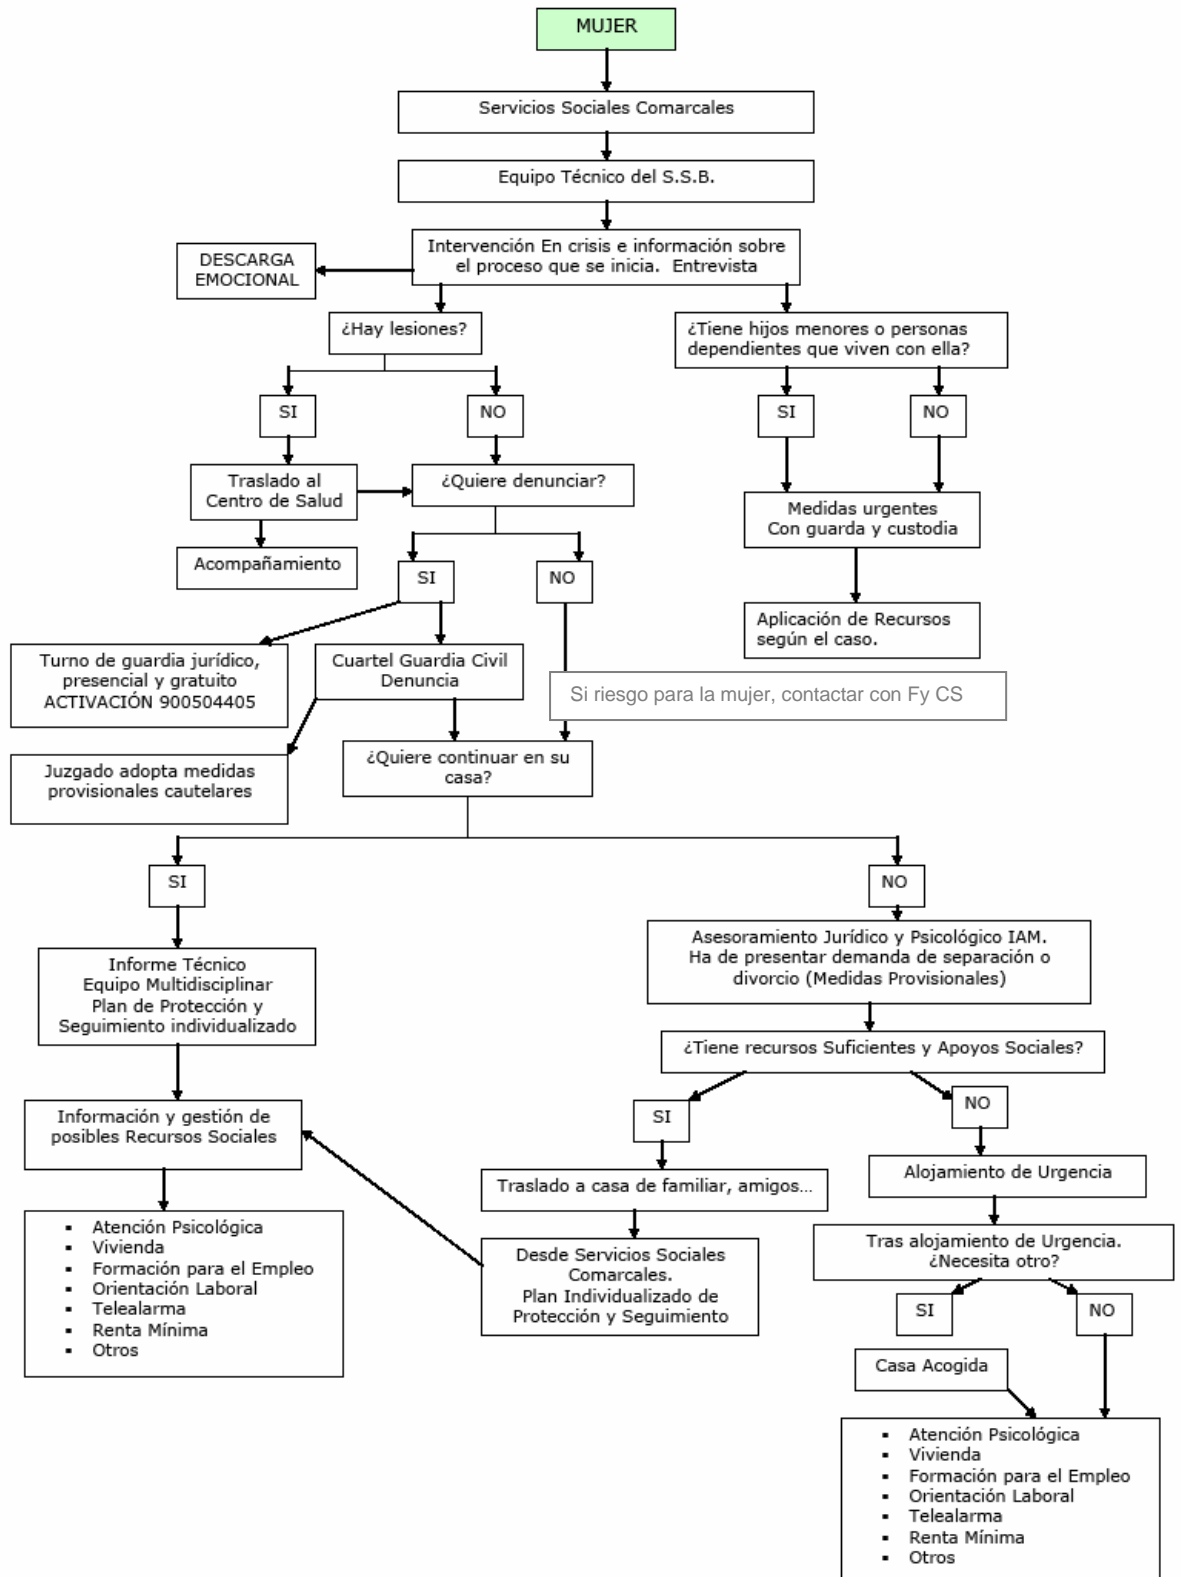 MUJER
Servicios Sociales Comarcales
Equipo Técnico del S.S.B.
Intervención En crisis e información sobre
el proceso que se inicia.  Entrevista
DESCARGA
EMOCIONAL
¿Hay lesiones?
¿Tiene hijos menores o personas
dependientes que viven con ella?
SI
NO
SI
NO
Traslado al
Centro de Salud
¿Quiere denunciar?
Medidas urgentes
Con guarda y custodia
Acompañamiento
SI
NO
Aplicación de Recursos
según el caso.
Turno de guardia jurídico,
presencial y gratuito
ACTIVACIÓN 900504405
Cuartel Guardia Civil
Denuncia
Si riesgo para la mujer, contactar con Fy CS
Juzgado adopta medidas
provisionales cautelares
¿Quiere continuar en su
casa?
SI
NO
Informe Técnico
Equipo Multidisciplinar
Plan de Protección y
Seguimiento individualizado
Asesoramiento Jurídico y Psicológico IAM.
Ha de presentar demanda de separación o
divorcio (Medidas Provisionales)
¿Tiene recursos Suficientes y Apoyos Sociales?
Información y gestión de
posibles Recursos Sociales
SI
NO
Traslado a casa de familiar, amigos...
Alojamiento de Urgencia
▪ Atención Psicológica
▪ Vivienda
▪ Formación para el Empleo
▪ Orientación Laboral
▪ Telealarma
▪ Renta Mínima
▪ Otros
Desde Servicios Sociales
Comarcales.
Plan Individualizado de
Protección y Seguimiento
Tras alojamiento de Urgencia.
¿Necesita otro?
SI
NO
Casa Acogida
▪ Atención Psicológica
▪ Vivienda
▪ Formación para el Empleo
▪ Orientación Laboral
▪ Telealarma
▪ Renta Mínima
▪ Otros